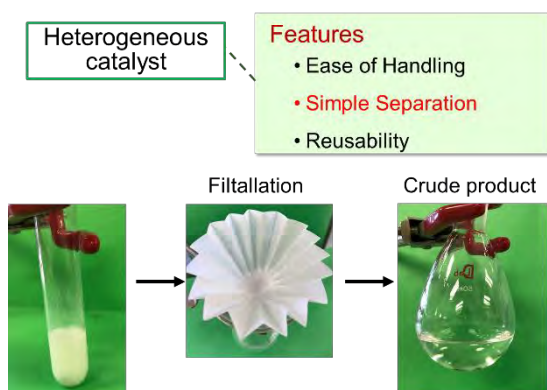 Heterogeneous
catalyst
Features
• Ease of Handling
• Simple Separation
• Reusability
Filtallation
Crude product